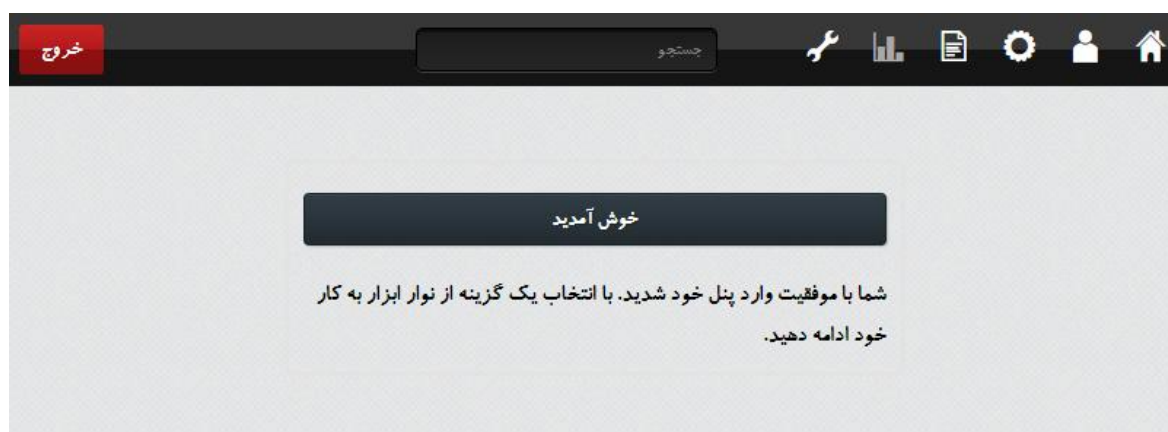 جستجو
خروج
خوش آمدید
شما با موفقیت وارد پنل خود شدید. با انتخاب یک گزینه از نوار ابزار به کار
خود ادامه دهید.